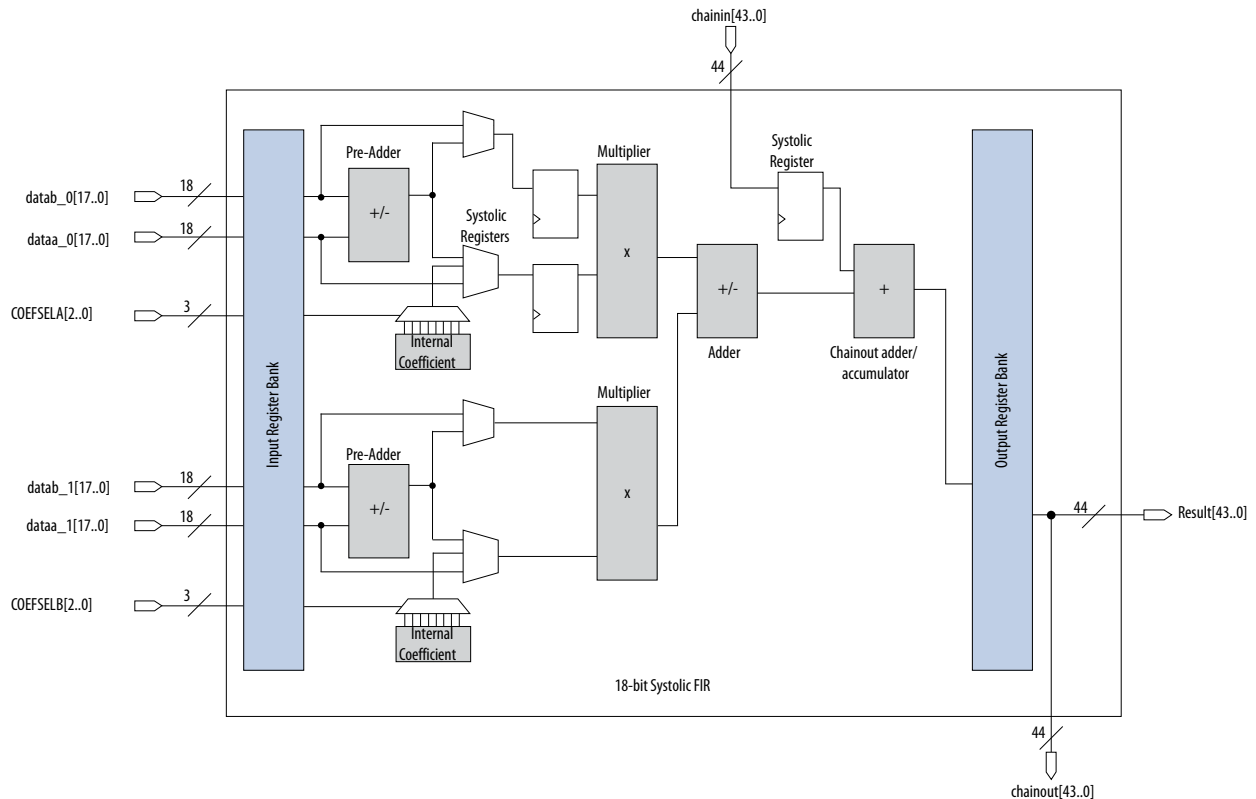 chainin[43..0]
44
Systolic
Register
Pre-Adder
Multiplier
datab_0[17..0]
18
+/-
Systolic
Registers
dataa_0[17..0]
18
x
+/-
+
COEFSELA[2..0]
3
Internal
Coefficient
Adder
Chainout adder/
accumulator
Input Register Bank
Output Register Bank
Multiplier
Pre-Adder
datab_1[17..0]
18
+/-
x
dataa_1[17..0]
18
44
Result[43..0]
COEFSELB[2..0]
3
Internal
Coefficient
18-bit Systolic FIR
44
chainout[43..0]